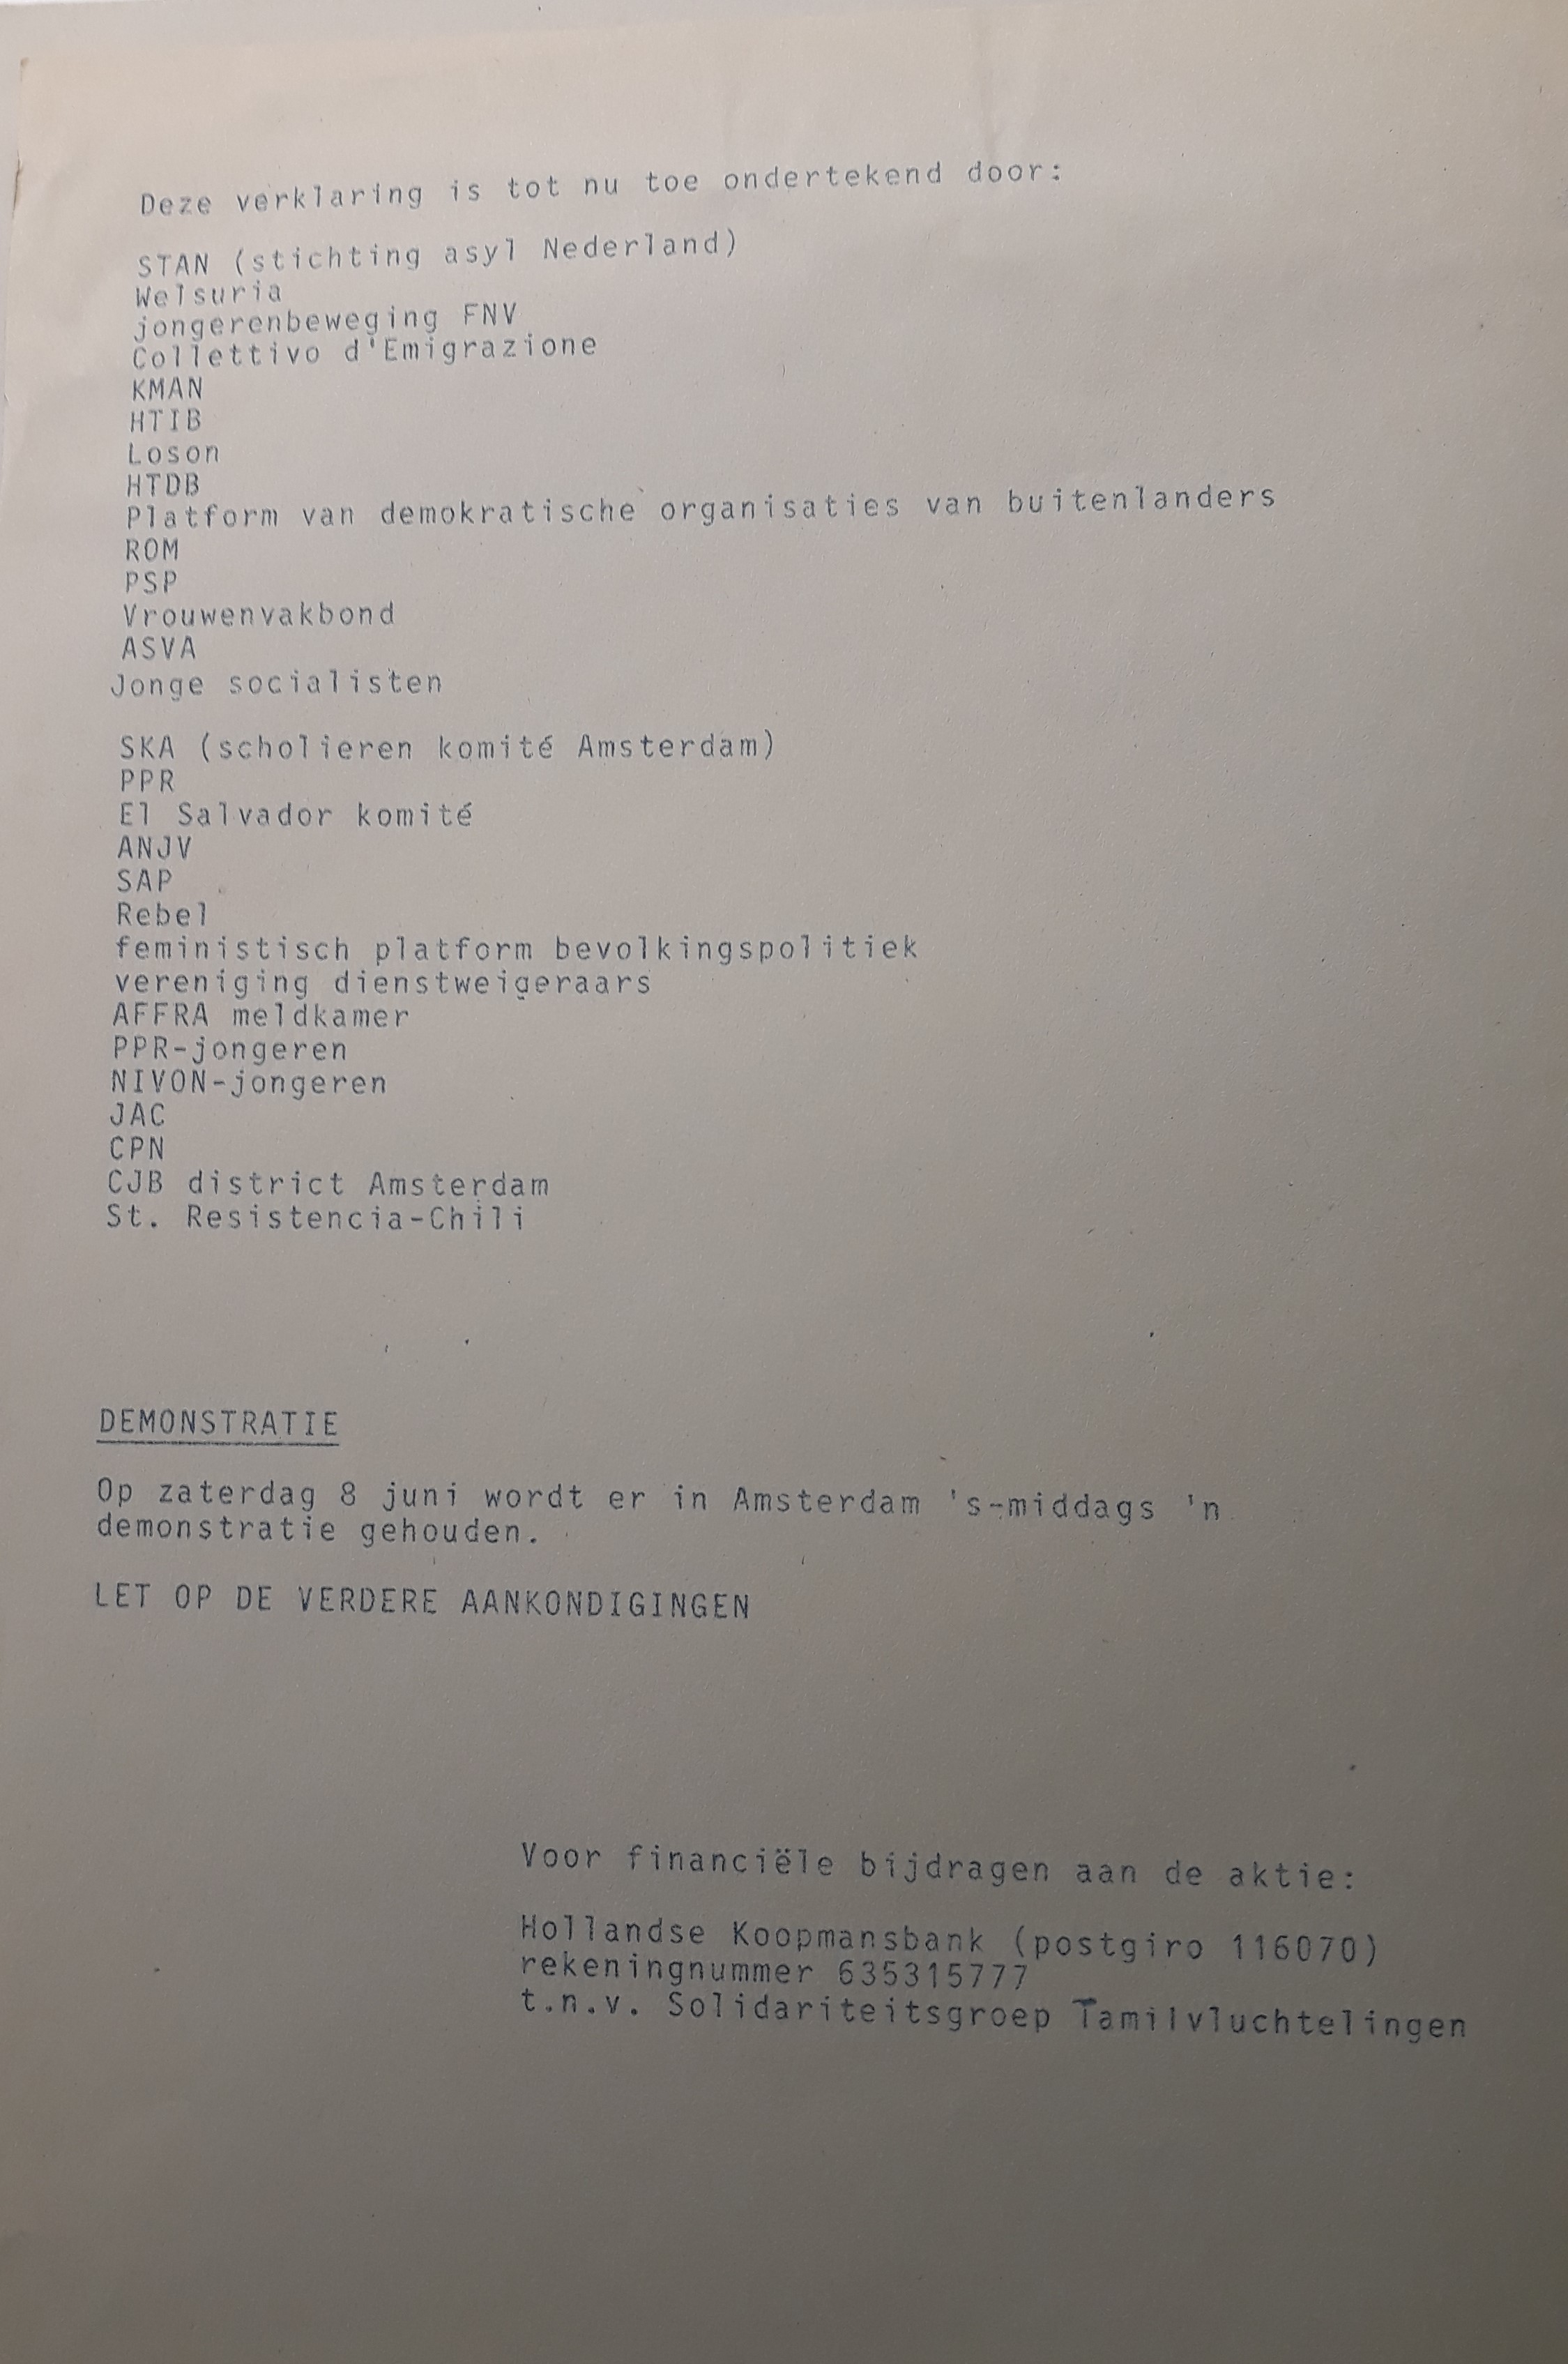 Deze verklaring is tot nu toe ondertekend door:
STAN (stichting asyl Nederland)
Welsuria
jongerenbeweging FNV
Collettivo d'Emigrazione
KMAN
HTIB
Loson
HTDB
Platform van demokratische organisaties van buitenlanders
ROM
PSP
Vrouwenvakbond
ASVA
Jonge socialisten
SKA (scholieren komité Amsterdam)
PPR
El Salvador komité
ANJV
SAP
Rebel
feministisch platform bevolkingspolitiek
vereniging dienstweigeraars
AFFRA meldkamer
PPR-jongeren
NIVON-jongeren
JAC
CPN
CJB district Amsterdam
St. Resistencia-Chili
DEMONSTRATIE
Op zaterdag 8 juni wordt er in Amsterdam 's-middags 'n
demonstratie gehouden.
LET OP DE VERDERE AANKONDIGINGEN
Voor financiële bijdragen aan de aktie:
Hollandse Koopmansbank (postgiro 116070)
rekeningnummer 635315777
t.n.v. Solidariteitsgroep Tamilvluchtelingen